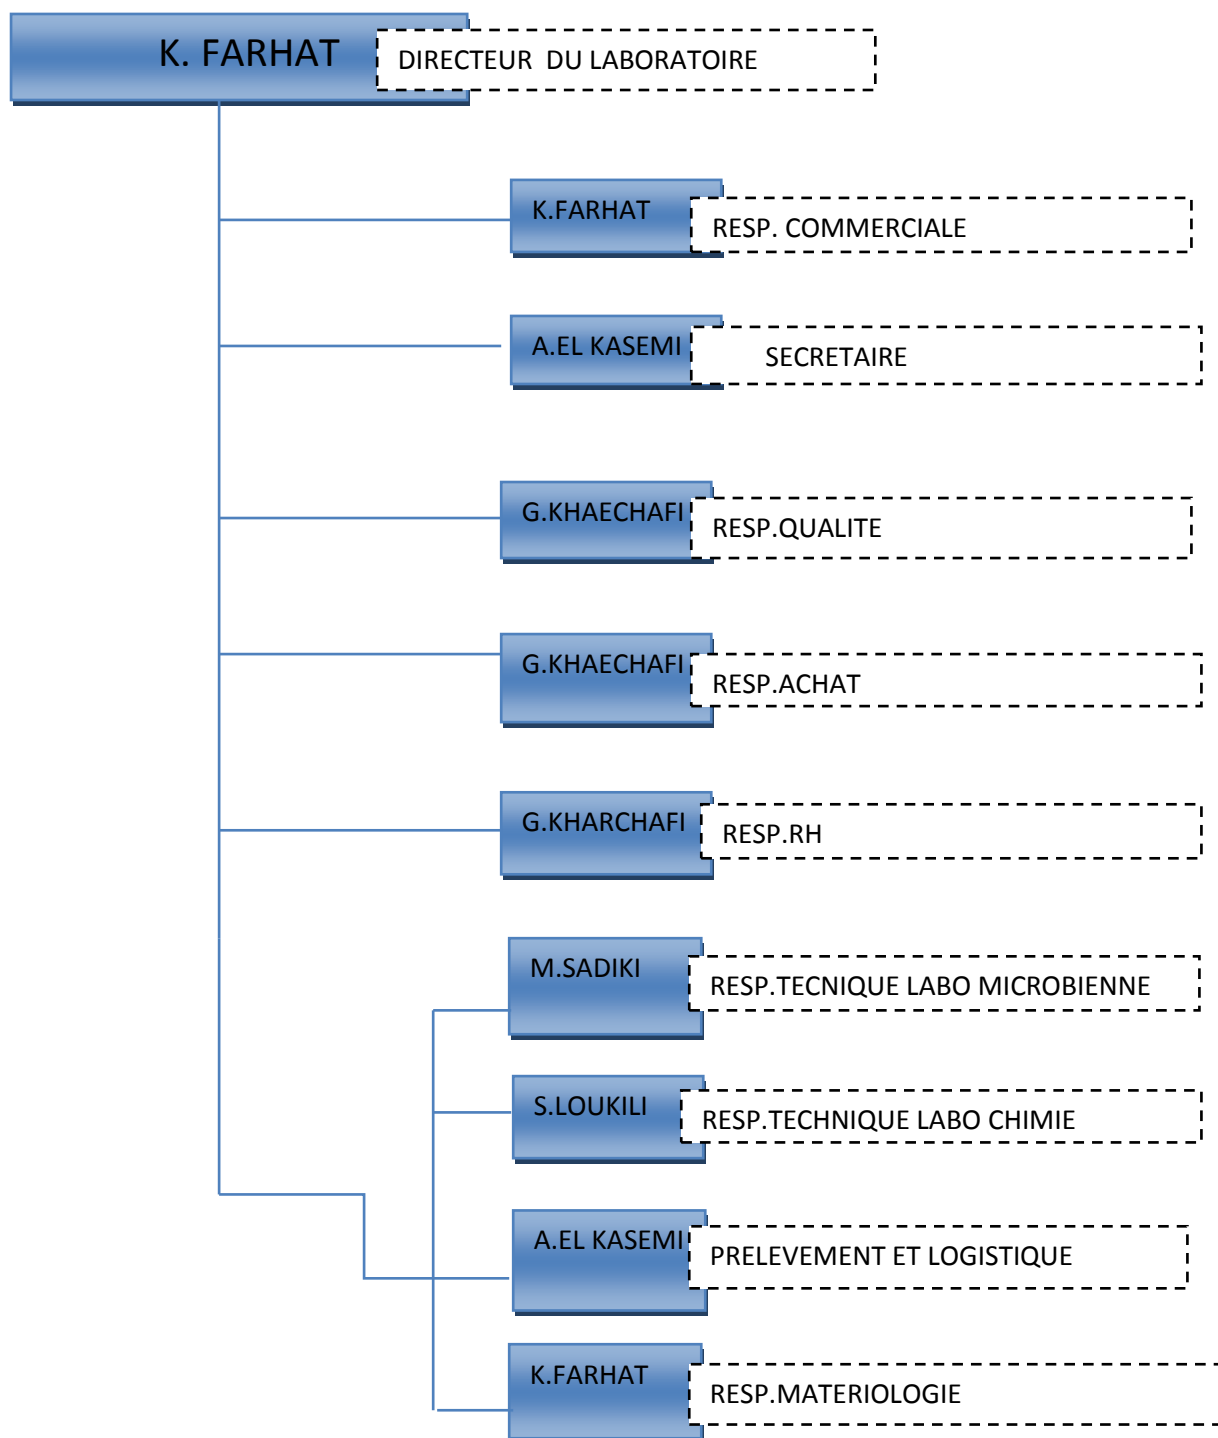 K. FARHAT
DIRECTEUR DU LABORATOIRE
K.FARHAT
RESP. COMMERCIALE
A.EL KASEMI
SECRETAIRE
G.KHAECHAFI
RESP.QUALITE
G.KHAECHAFI
RESP.ACHAT
G.KHARCHAFI
RESP.RH
M.SADIKI
RESP.TECNIQUE LABO MICROBIENNE
S.LOUKILI
RESP.TECHNIQUE LABO CHIMIE
A.EL KASEMI
PRELEVEMENT ET LOGISTIQUE
K.FARHAT
RESP.MATERIOLOGIE